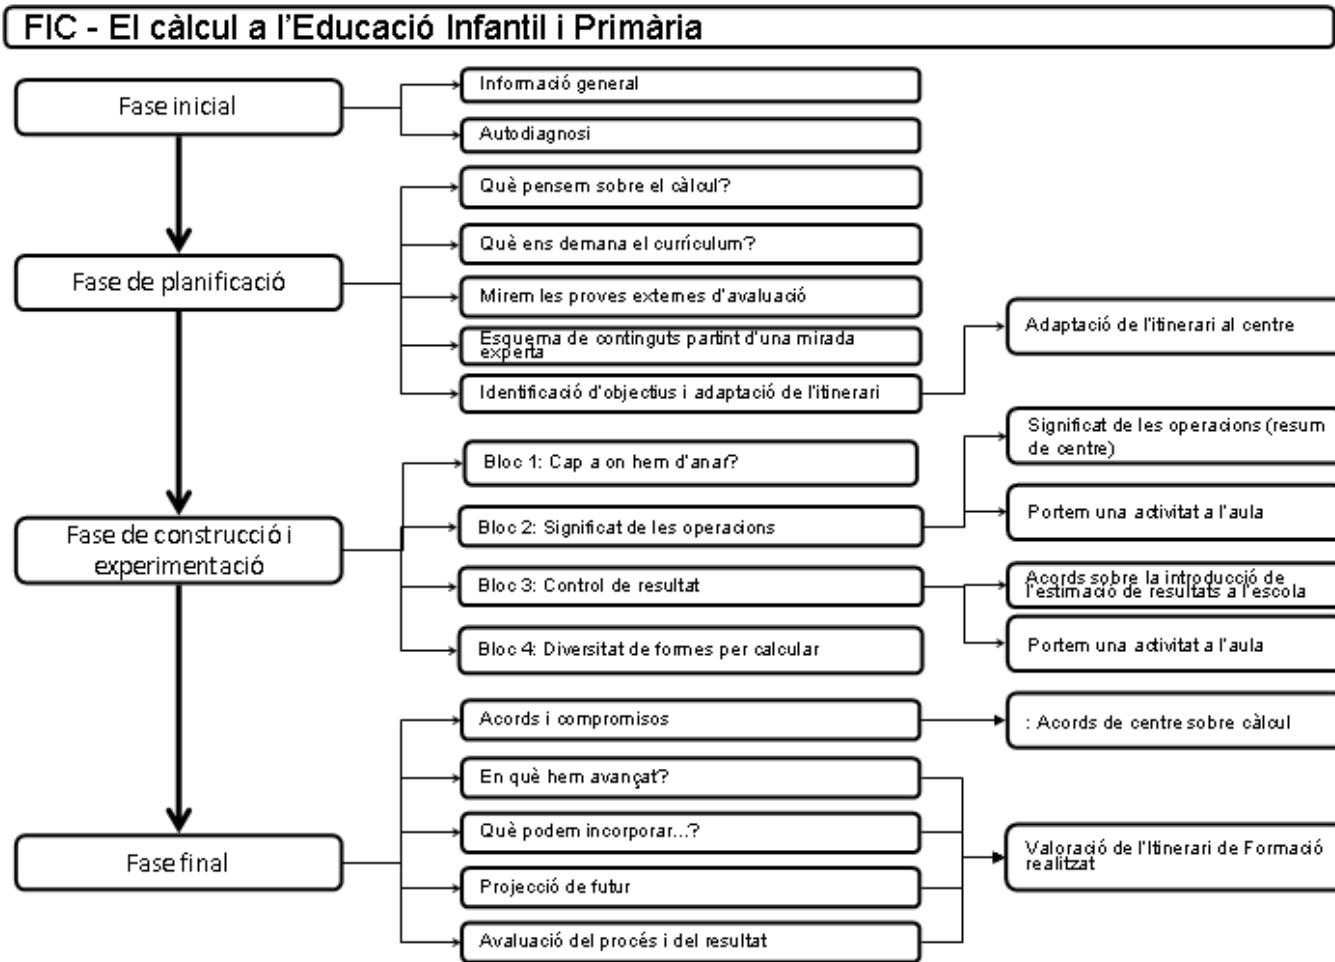 FIC - El càlcul a l'Educació Infantil i Primària
Fase inicial
Informació general
Autodiagnosi
Fase de planificació
Què pensem sobre el càlcul?
Què ens demana el currículum?
Mirem les proves externes d'avaluació
Esquema de continguts partint d'una mirada
experta
Identificació d'objectius i adaptació de l'itinerari
Adaptació de l'itinerari al centre
Fase de construcció i
experimentació
Bloc 1: Cap a on hem d'anar?
Bloc 2: Significat de les operacions
Significat de les operacions (resum
de centre)
Portem una activitat a l'aula
Bloc 3: Control de resultat
Acords sobre la introducció de
l'estimació de resultats a l'escola
Portem una activitat a l'aula
Bloc 4: Diversitat de formes per calcular
Fase final
Acords i compromisos
: Acords de centre sobre càlcul
En què hem avançat?
Què podem incorporar...?
Projecció de futur
Avaluació del procés i del resultat
Valoració de l'Itinerari de Formació
realitzat